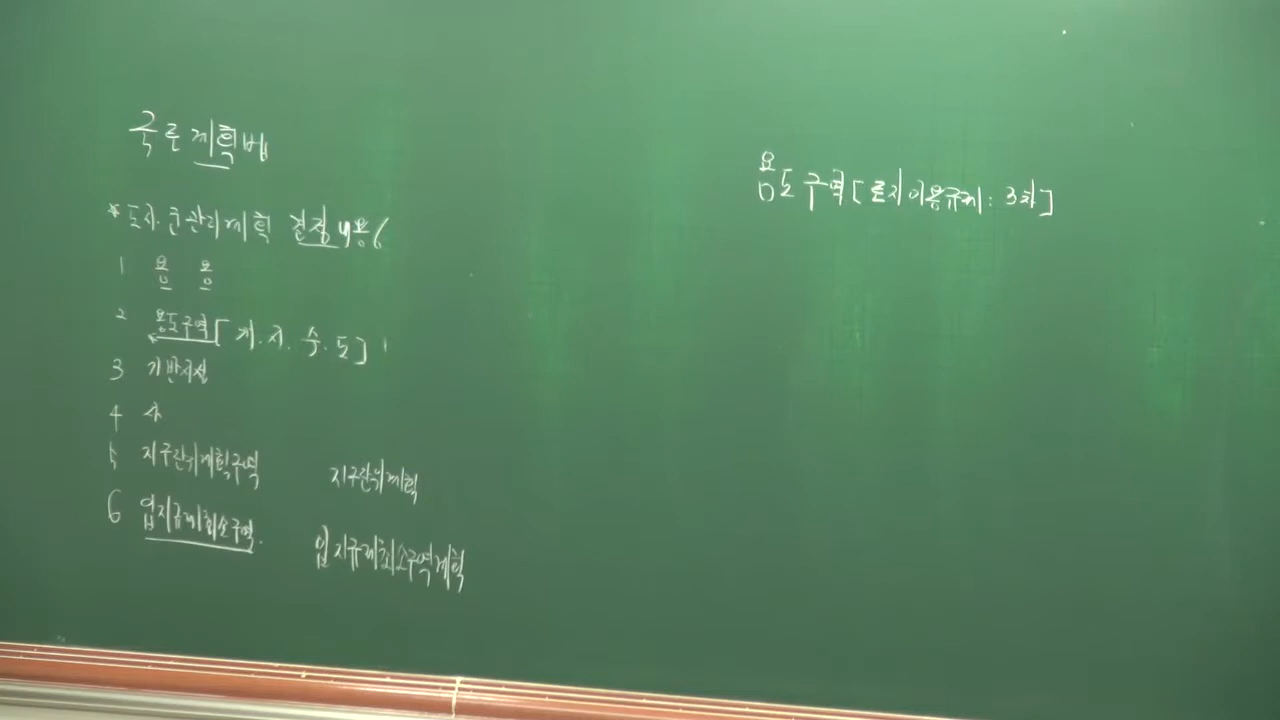 국토계획법
* 도시.군관리계획 결정내용 6
1 용 용
2 용도구역 [ 개. 시. 수. 도 ]
3 기반시설
4 사
5 지구단위계획구역 지구단위계획
6 입지규제최소구역. 입지규제최소구역계획
용도구역 [ 토지이용규제 : 3차 ]